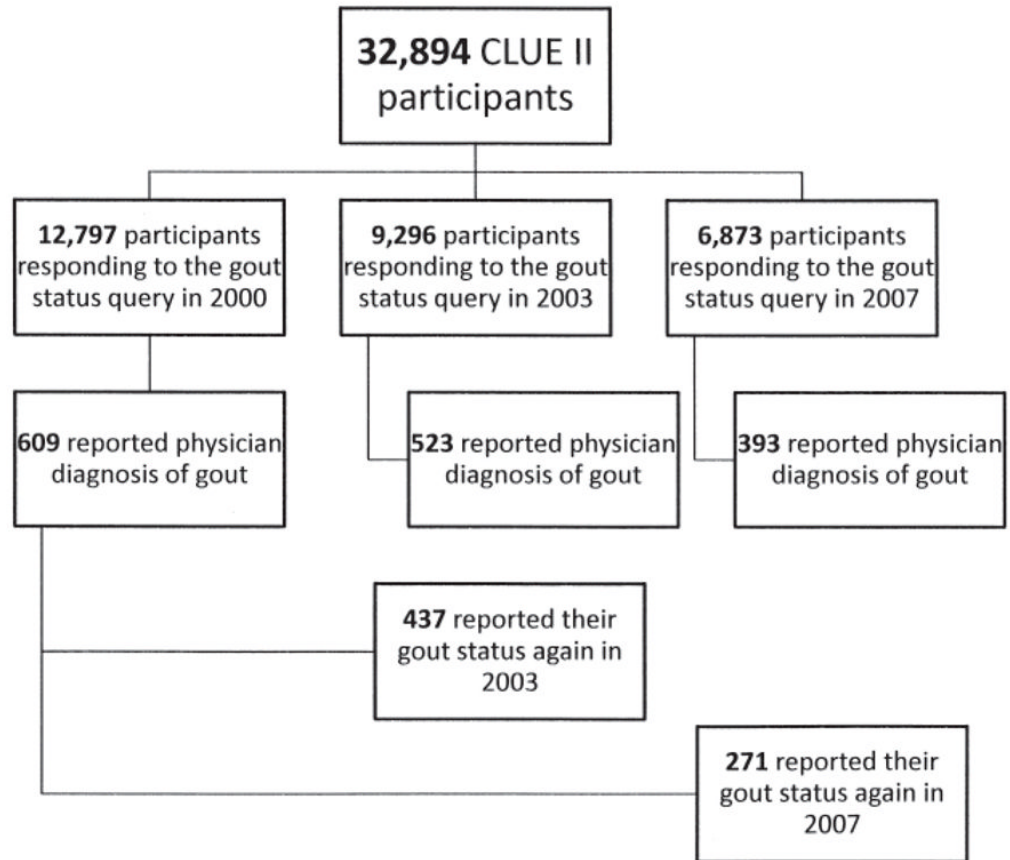 32,894 CLUE II
participants
12,797 participants
responding to the gout
status query in 2000
9,296 participants
responding to the gout
status query in 2003
6,873 participants
responding to the gout
status query in 2007
609 reported physician
diagnosis of gout
523 reported physician
diagnosis of gout
393 reported physician
diagnosis of gout
437 reported their
gout status again in
2003
271 reported their
gout status again in
2007